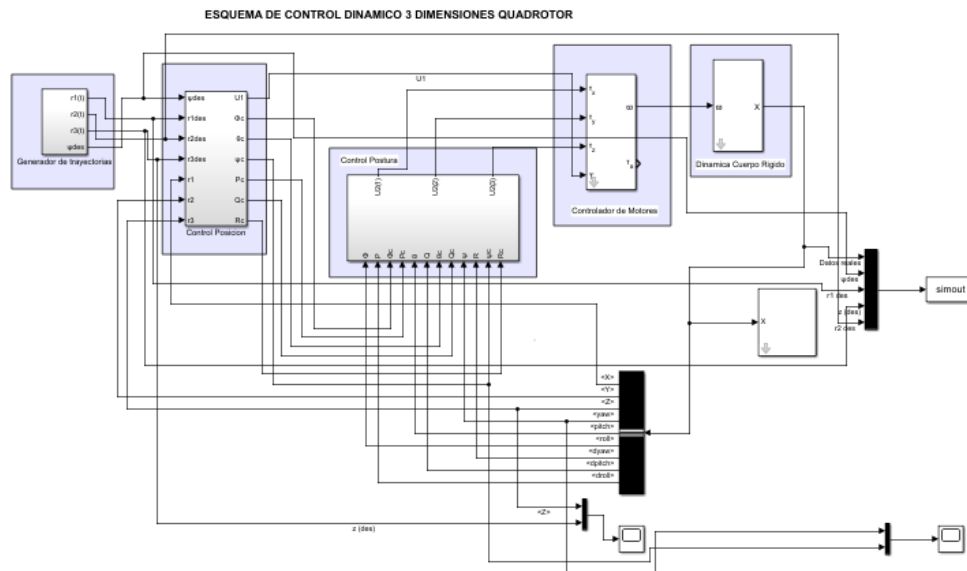 ESQUEMA DE CONTROL DINAMICO 3 DIMENSIONES QUADROTOR
r1(t)
r2(t)
r3(t)
ψdes
Generador de trayectorias
ψdes
r1des
r2des
r3des
r1
r2
r3
U1
Φc
θc
ψc
Pc
Qc
Rc
Control Posicion
U1
Control Postura
U2(1)
U2(2)
U2(3)
Φ
P
Φc
Pc
θ
Q
θc
Qc
ψ
R
ψc
Rc
Controlador de Motores
ω
ω
X
Dinamica Cuerpo Rigido
Datos reales
ψdes
r1 des
z (des)
r2 des
simout
X
<X>
<Y>
<Z>
<yaw>
<pitch>
<roll>
<dyaw>
<dpitch>
<droll>
<Z>
z (des)